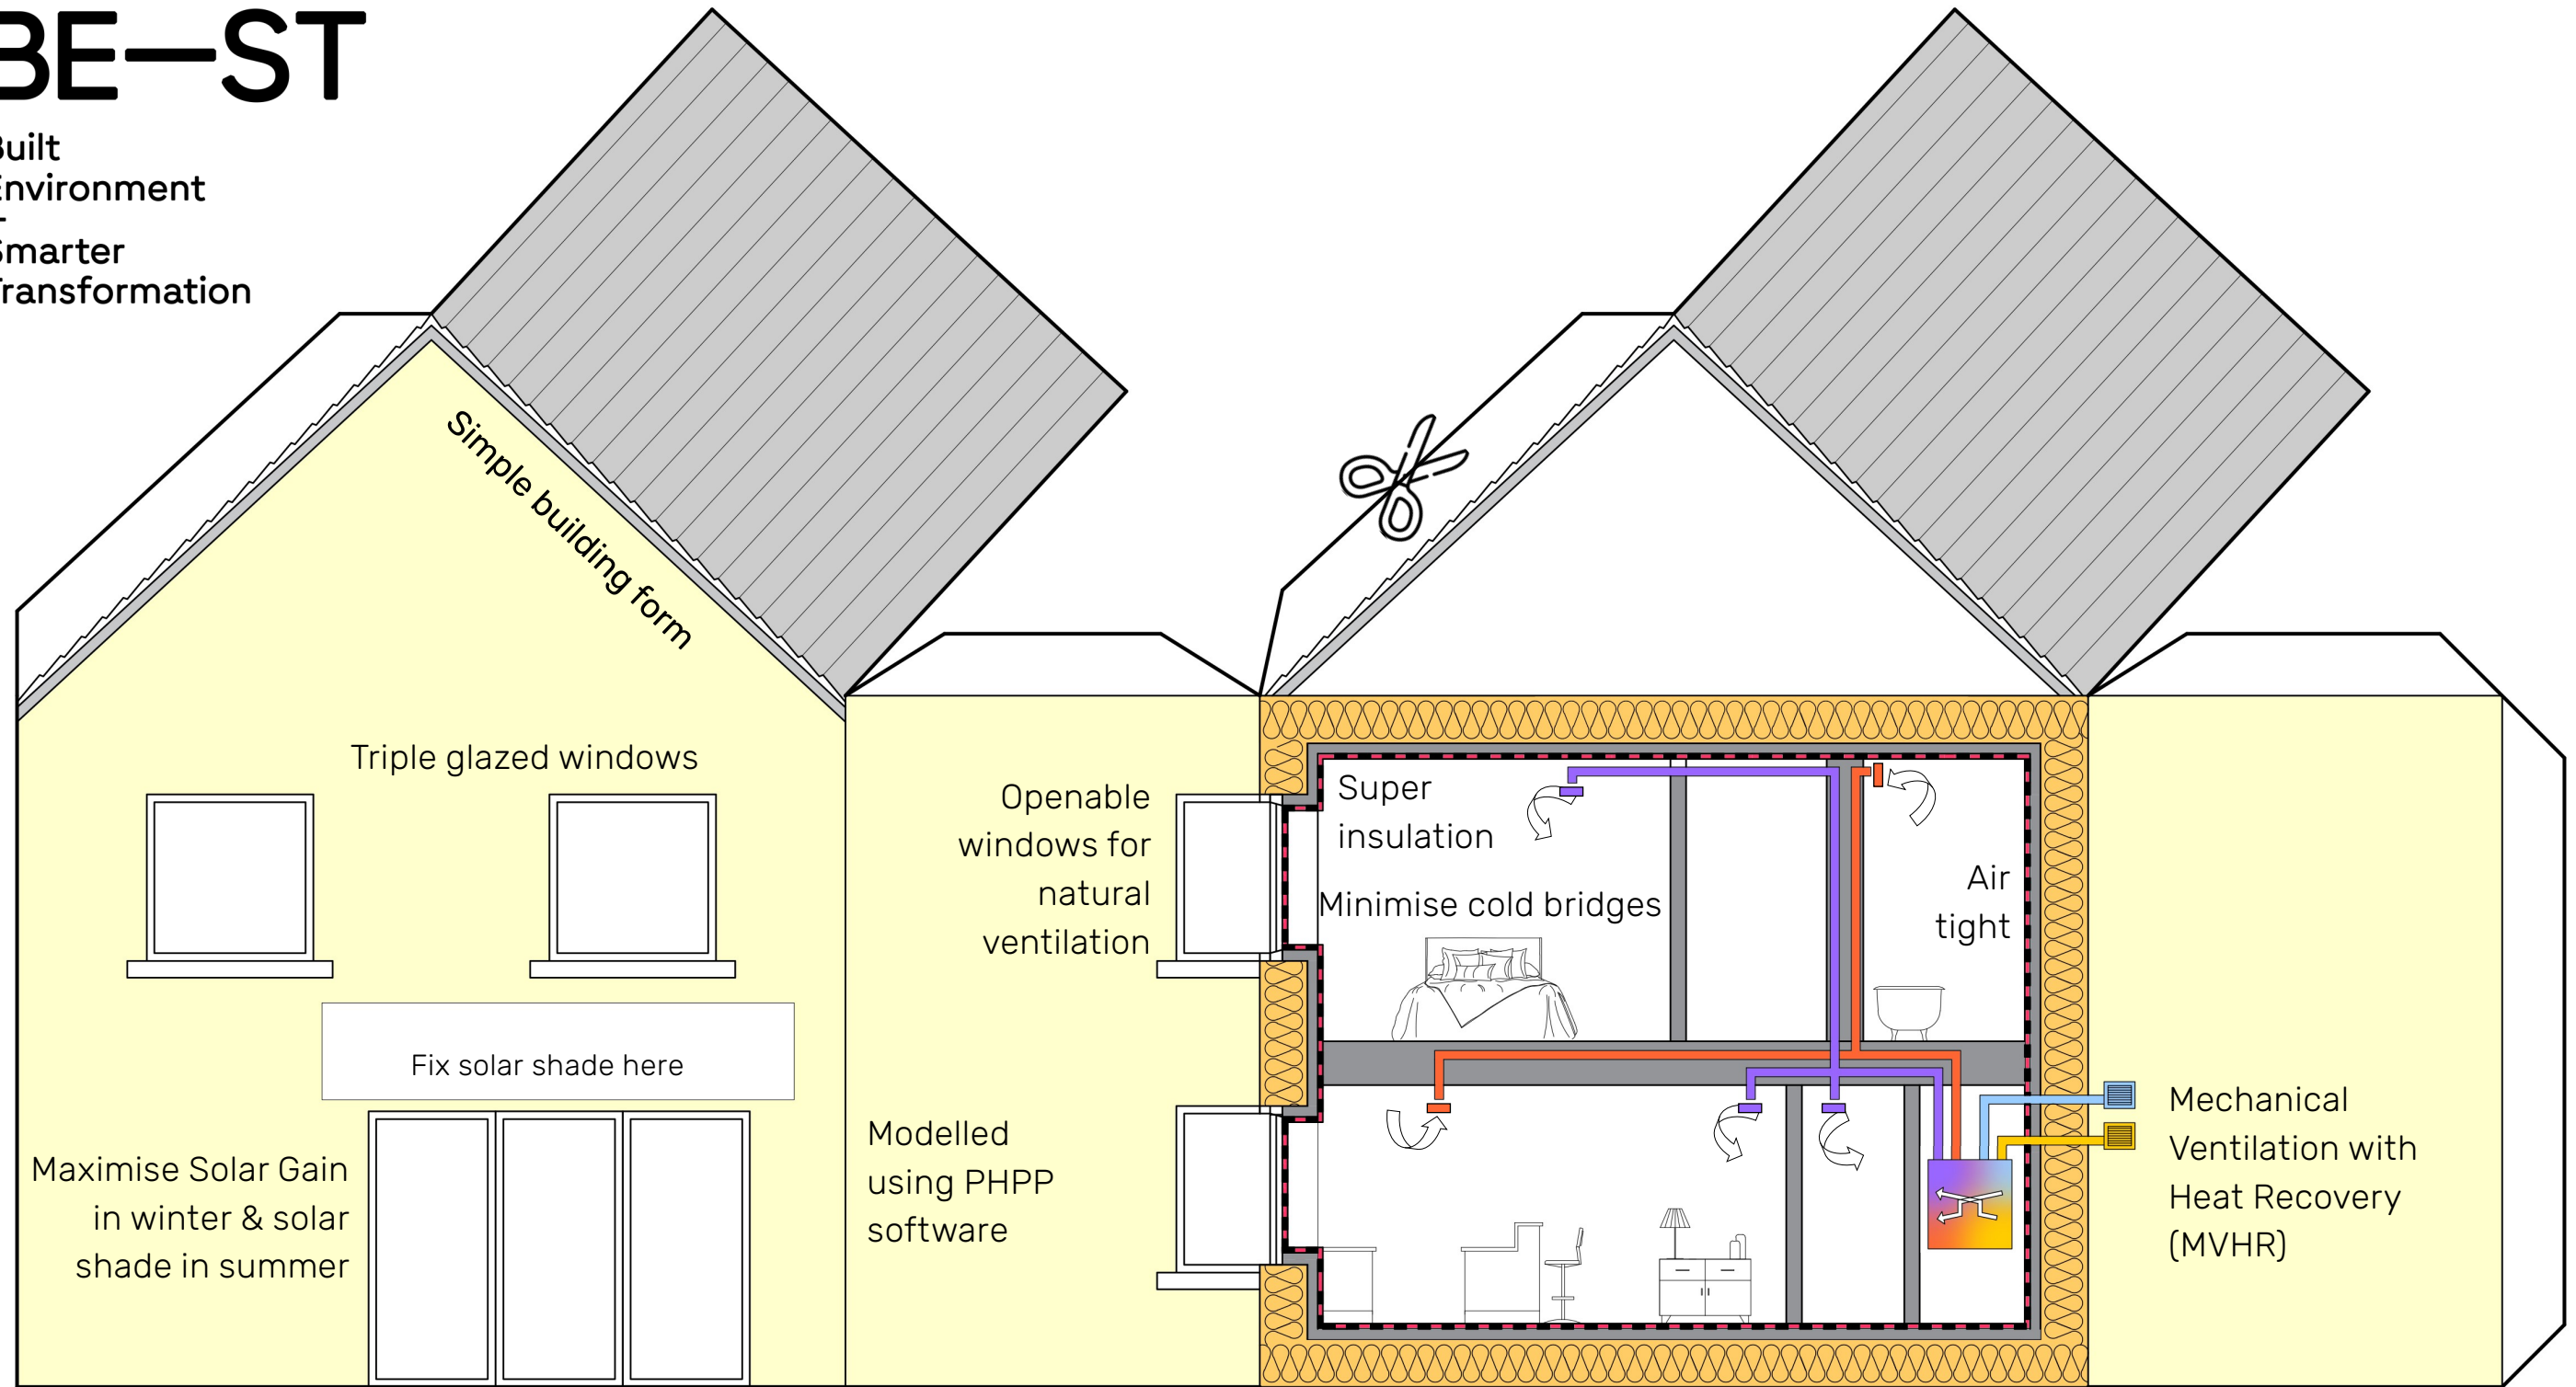 BE—ST
Built
Environment
–
Smarter
Transformation
Simple building form
Triple glazed windows
Fix solar shade here
Maximise Solar Gain
in winter & solar
shade in summer
Openable
windows for
natural
ventilation
Modelled
using PHPP
software
Super
insulation
Minimise cold bridges
Air
tight
Mechanical
Ventilation with
Heat Recovery
(MVHR)